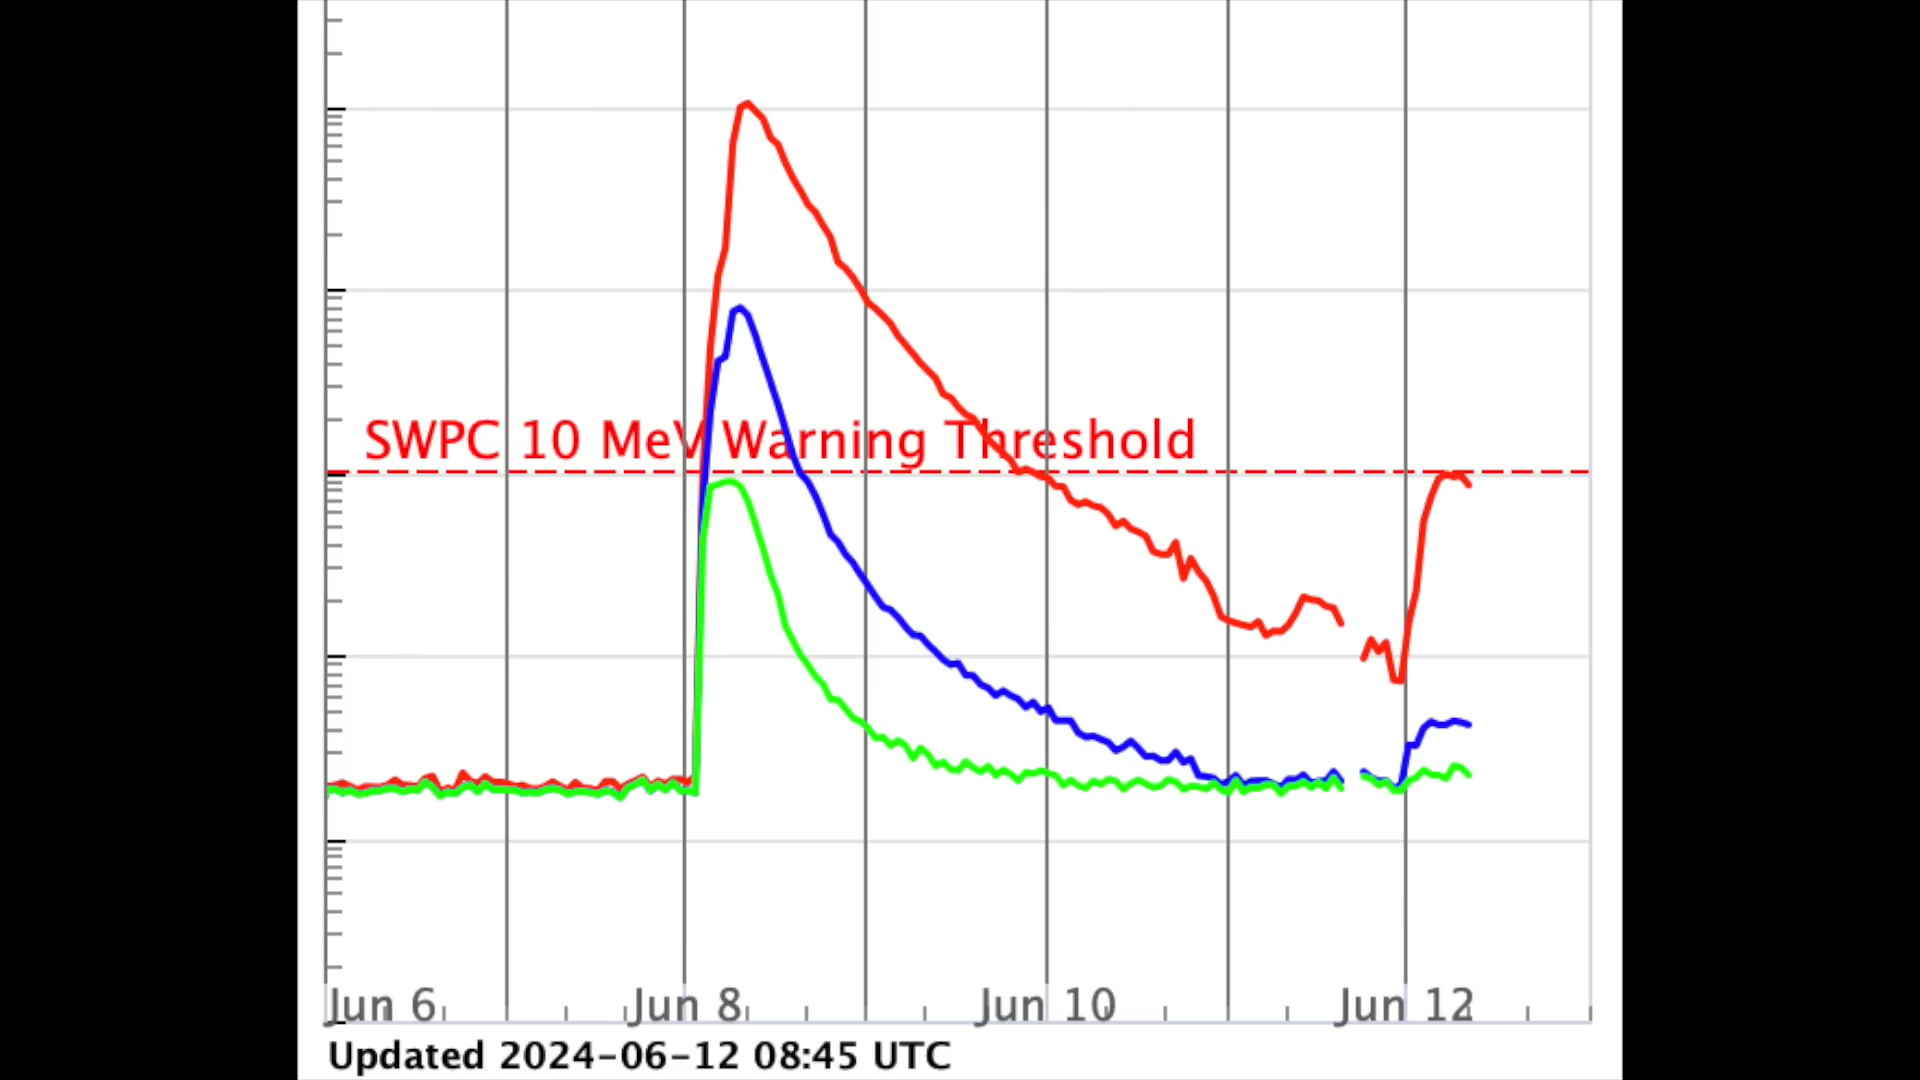 SWPC 10 MeV Warning Threshold
Jun 6 Jun 8 Jun 10 Jun 12
Updated 2024-06-12 08:45 UTC